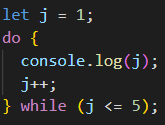 let j = 1;
do {
  console.log(j);
  j++;
} while (j <= 5);